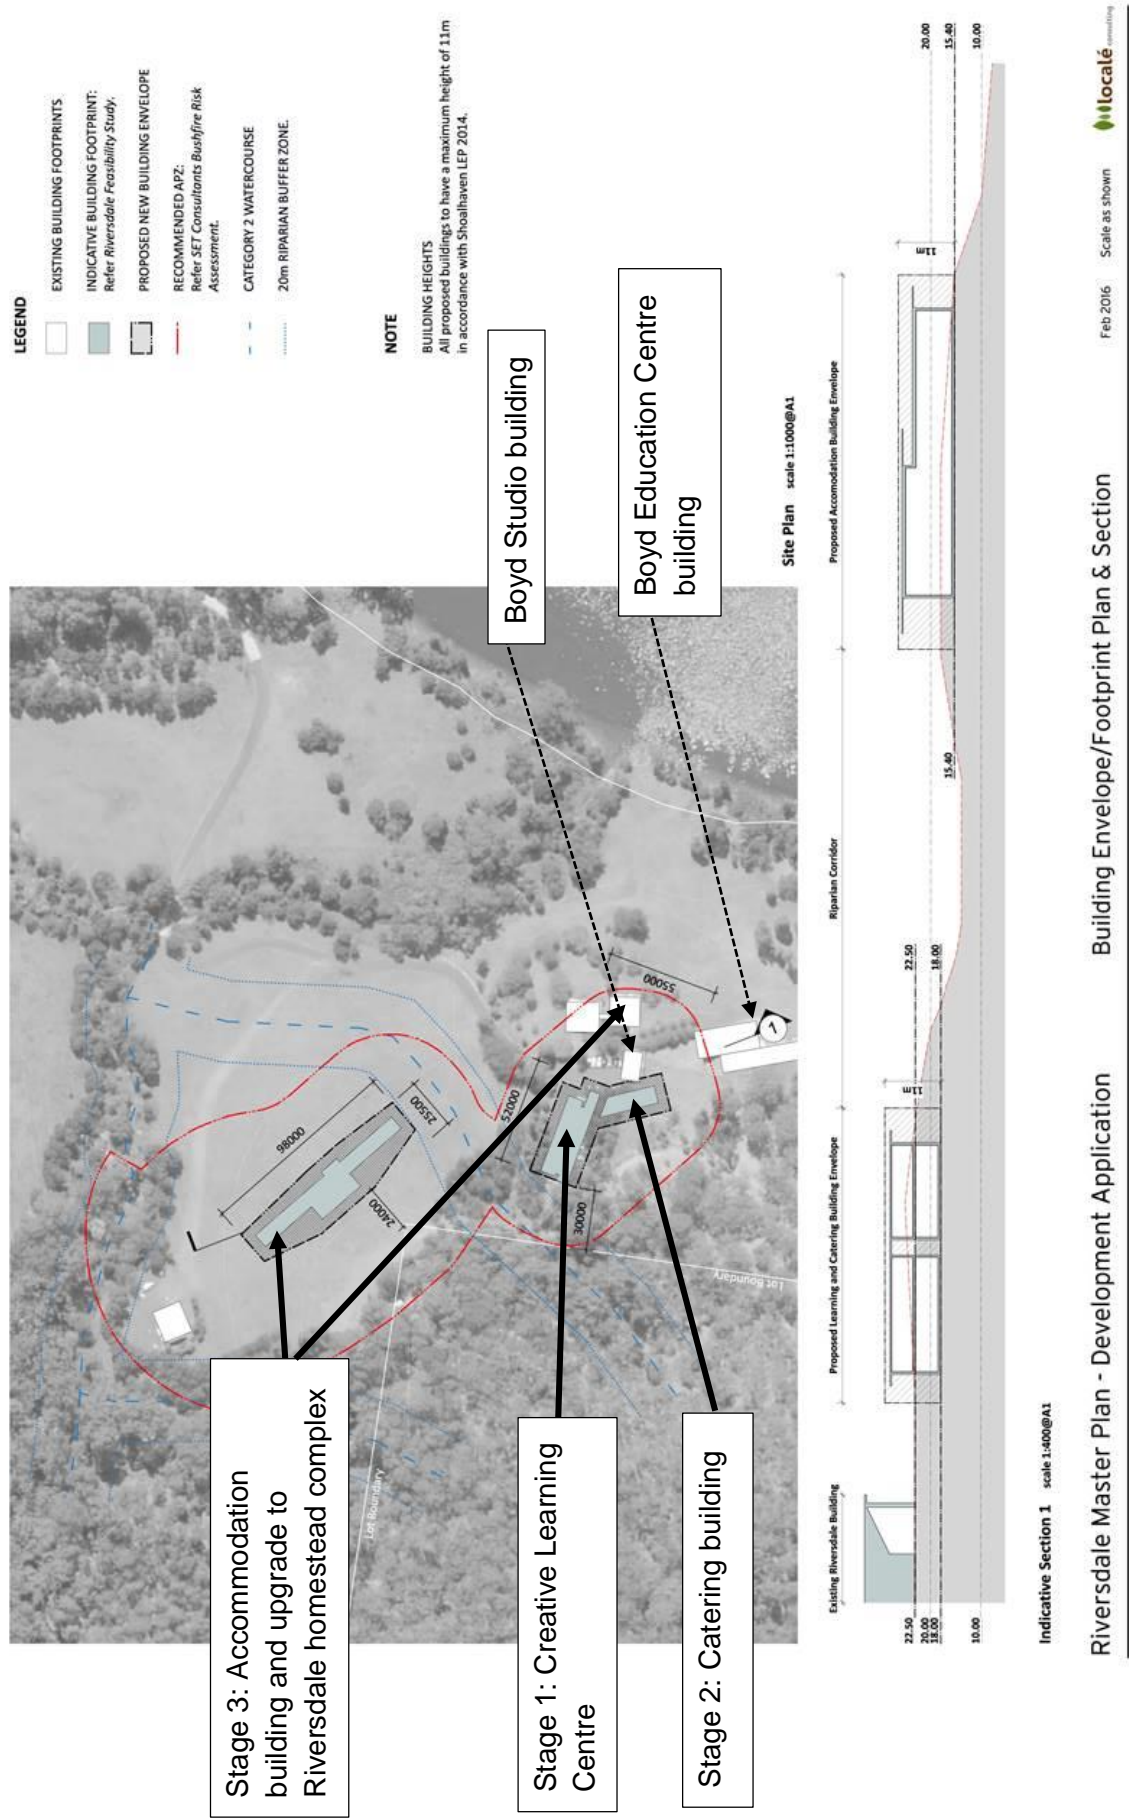 LEGEND
EXISTING BUILDING FOOTPRINTS
INDICATIVE BUILDING FOOTPRINT:
Refer Riversdale Feasibility Study.
PROPOSED NEW BUILDING ENVELOPE
RECOMMENDED APZ:
Refer SET Consultants Bushfire Risk
Assessment.
CATEGORY 2 WATERCOURSE
20m RIPARIAN BUFFER ZONE.
NOTE
BUILDING HEIGHTS
All proposed buildings to have a maximum height of 11m
in accordance with Shoalhaven LEP 2014.
Stage 3: Accommodation
building and upgrade to
Riversdale homestead complex
Stage 1: Creative Learning
Centre
Stage 2: Catering building
Boyd Studio building
Boyd Education Centre
building
98000
25500
24000
52000
30000
55000
1
Lot Boundary
Lot Boundary
Site Plan scale 1:1000@A1
Existing Riversdale Building
Proposed Learning and Catering Building Envelope
Riparian Corridor
Proposed Accomodation Building Envelope
22.50
20.00
18.00
10.00
11m
22.50
18.00
15.40
11m
20.00
15.40
10.00
Indicative Section 1 scale 1:400@A1
Riversdale Master Plan - Development Application
Building Envelope/Footprint Plan & Section
Feb 2016
Scale as shown
localé consulting